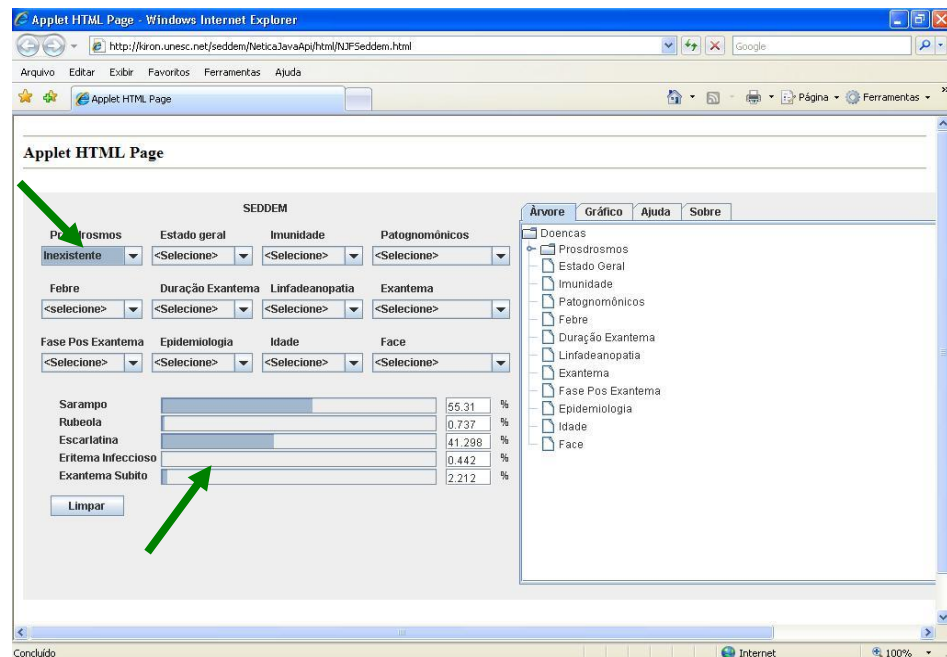 Applet HTML Page - Windows Internet Explorer
http://kiron.unesc.net/seddem/NeticaJavaApi/html/NJFSeddem.html
Google
Arquivo Editar Exibir Favoritos Ferramentas Ajuda
Applet HTML Page
Página Ferramentas
Applet HTML Page
SEDDEM
Prosdrosmos Estado geral Imunidade Patognomônicos
Inexistente <Selecione> <Selecione> <Selecione>
Febre Duração Exantema Linfadeanopatia Exantema
<selecione> <Selecione> <Selecione> <Selecione>
Fase Pos Exantema Epidemiologia Idade Face
<Selecione> <Selecione> <Selecione> <Selecione>
Sarampo 55.31 %
Rubeola 0.737 %
Escarlatina 41.298 %
Eritema Infeccioso 0.442 %
Exantema Subito 2.212 %
Limpar
Àrvore Gráfico Ajuda Sobre
Doencas
Prosdrosmos
Estado Geral
Imunidade
Patognomônicos
Febre
Duração Exantema
Linfadeanopatia
Exantema
Fase Pos Exantema
Epidemiologia
Idade
Face
Concluído Internet 100%